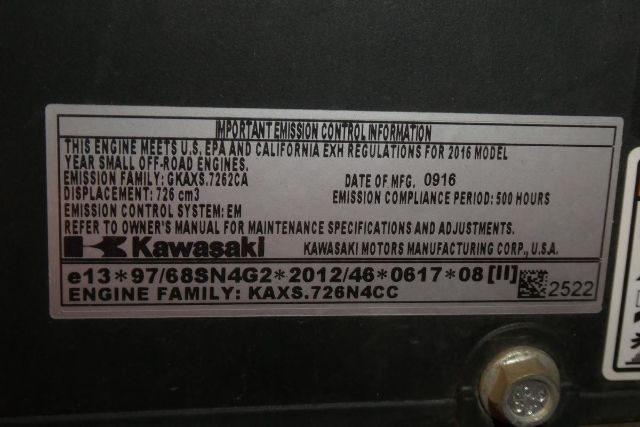 IMPORTANT EMISSION CONTROL INFORMATION
THIS ENGINE MEETS U.S. EPA AND CALIFORNIA EXH REGULATIONS FOR 2016 MODEL
YEAR SMALL OFF-ROAD ENGINES.
EMISSION FAMILY: GKAXS.7262CA DATE OF MFG. 0916
DISPLACEMENT: 726 cm3 EMISSION COMPLIANCE PERIOD: 500 HOURS
EMISSION CONTROL SYSTEM: EM
REFER TO OWNER'S MANUAL FOR MAINTENANCE SPECIFICATIONS AND ADJUSTMENTS.
Kawasaki KAWASAKI MOTORS MANUFACTURING CORP., U.S.A.
e13*97/68SN4G2*2012/46*0617*08 [II]
ENGINE FAMILY: KAXS.726N4CC 2522